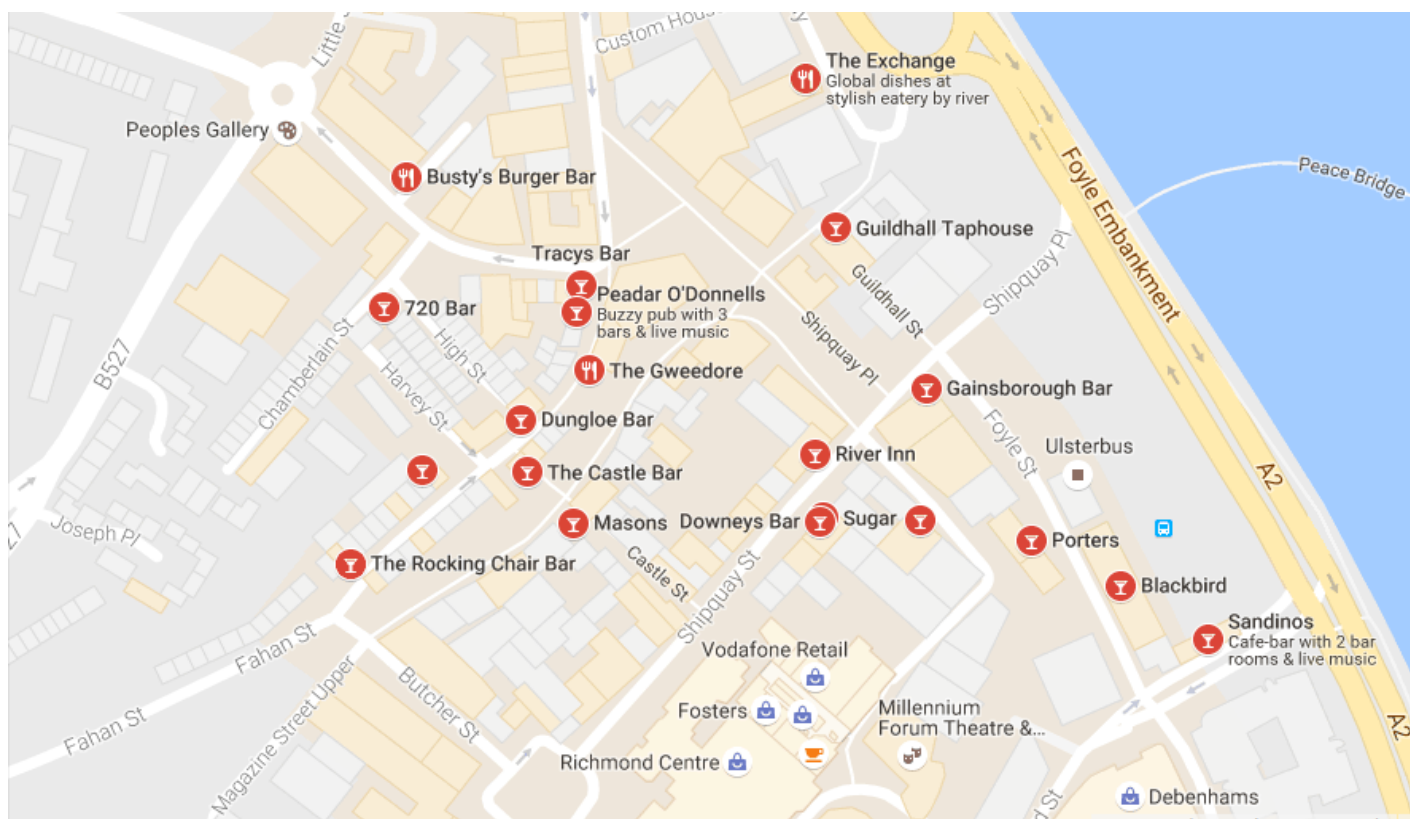 Little
Custom House
The Exchange
Global dishes at
stylish eatery by river
Peoples Gallery
Busty's Burger Bar
Foyle Embankment
Peace Bridge
Guildhall Taphouse
Tracys Bar
Peadar O'Donnells
Buzzy pub with 3
bars & live music
Guildhall St
Shipquay Pl
720 Bar
Shipquay Pl
B527
Chamberlain St
High St
Harvey St
The Gweedore
Gainsborough Bar
Dungloe Bar
Foyle St
Ulsterbus
River Inn
A2
The Castle Bar
Joseph Pl
Masons
Downeys Bar
Sugar
Porters
The Rocking Chair Bar
Castle St
Shipquay St
Blackbird
Sandinos
Cafe-bar with 2 bar
rooms & live music
Fahan St
Vodafone Retail
Fahan St
Butcher St
Magazine Street Upper
Fosters
Millennium
Forum Theatre &...
A2
Richmond Centre
Debenhams